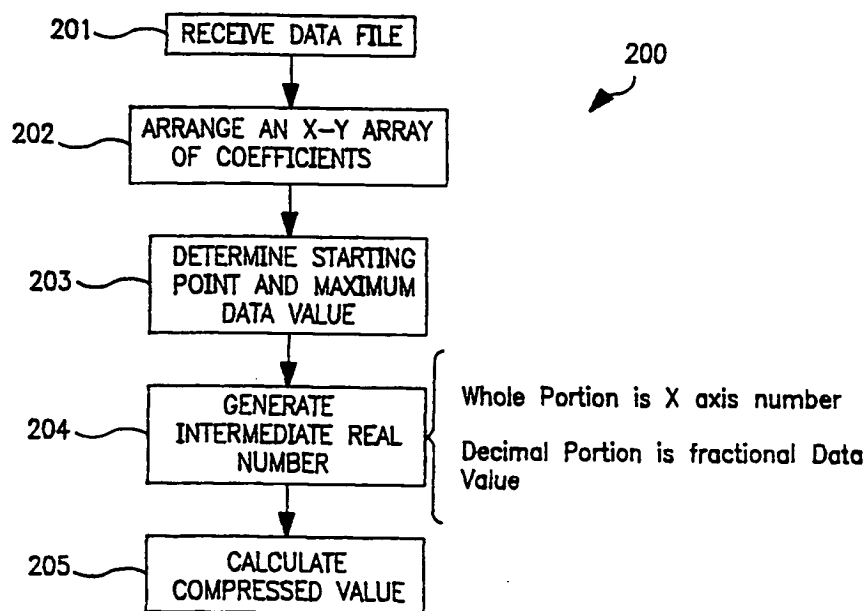 201
RECEIVE DATA FILE
200
202
ARRANGE AN X-Y ARRAY
OF COEFFICIENTS
203
DETERMINE STARTING
POINT AND MAXIMUM
DATA VALUE
204
GENERATE
INTERMEDIATE REAL
NUMBER
Whole Portion is X axis number
Decimal Portion is fractional Data
Value
205
CALCULATE
COMPRESSED VALUE